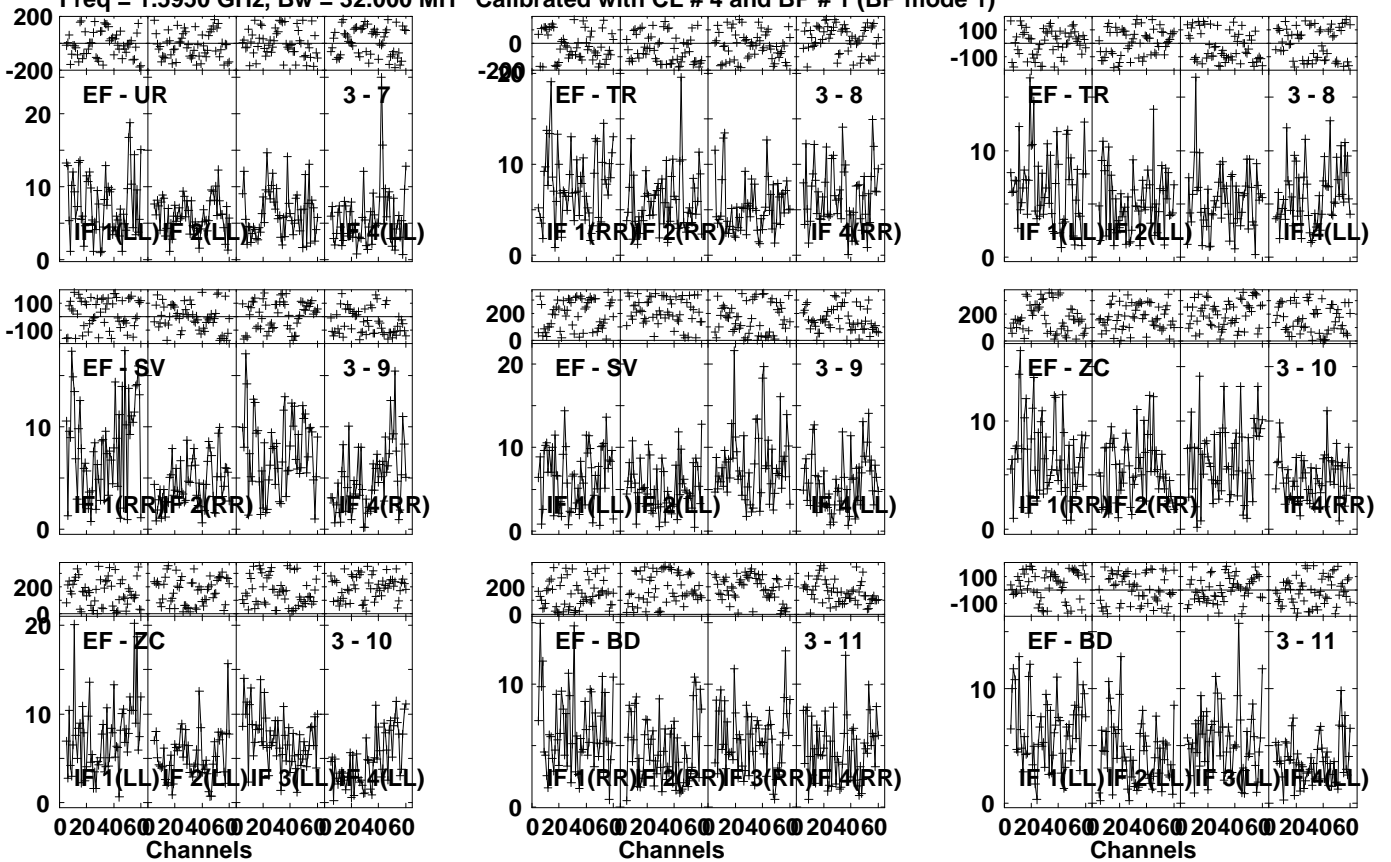 Freq = 1.5950 GHz, Bw = 32.000 MH Calibrated with CL # 4 and BP # 1 (BP mode 1)
200
-200
EF - UR 3 - 7
20
10
0
IF 1(LL) IF 2(LL) IF 4(LL)
0
-200
20
EF - TR 3 - 8
10
0
IF 1(RR) IF 2(RR) IF 4(RR)
100
-100
EF - TR 3 - 8
10
0
IF 1(LL) IF 2(LL) IF 4(LL)
100
-100
EF - SV 3 - 9
10
0
IF 1(RR) IF 2(RR) IF 4(RR)
200
0
20
EF - SV 3 - 9
10
0
IF 1(LL) IF 2(LL) IF 4(LL)
200
0
EF - ZC 3 - 10
10
0
IF 1(RR) IF 2(RR) IF 4(RR)
200
0
20
EF - ZC 3 - 10
10
0
IF 1(LL) IF 2(LL) IF 3(LL) IF 4(LL)
0 20 40 60 0 20 40 60 0 20 40 60 0 20 40 60
Channels
200
0
EF - BD 3 - 11
10
0
IF 1(RR) IF 2(RR) IF 3(RR) IF 4(RR)
0 20 40 60 0 20 40 60 0 20 40 60 0 20 40 60
Channels
100
-100
EF - BD 3 - 11
10
0
IF 1(LL) IF 2(LL) IF 3(LL) IF 4(LL)
0 20 40 60 0 20 40 60 0 20 40 60 0 20 40 60
Channels